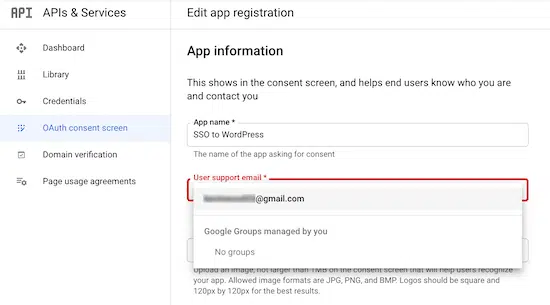 API APIs & Services
Edit app registration
Dashboard
Library
Credentials
OAuth consent screen
Domain verification
Page usage agreements
App information
This shows in the consent screen, and helps end users know who you are
and contact you
App name *
SSO to WordPress
The name of the app asking for consent
User support email *
@gmail.com
Google Groups managed by you
No groups
Upload an image, not larger than 1MB on the consent screen that will help users recognize
your app. Allowed image formats are JPG, PNG, and BMP. Logos should be square and
120px by 120px for the best results.